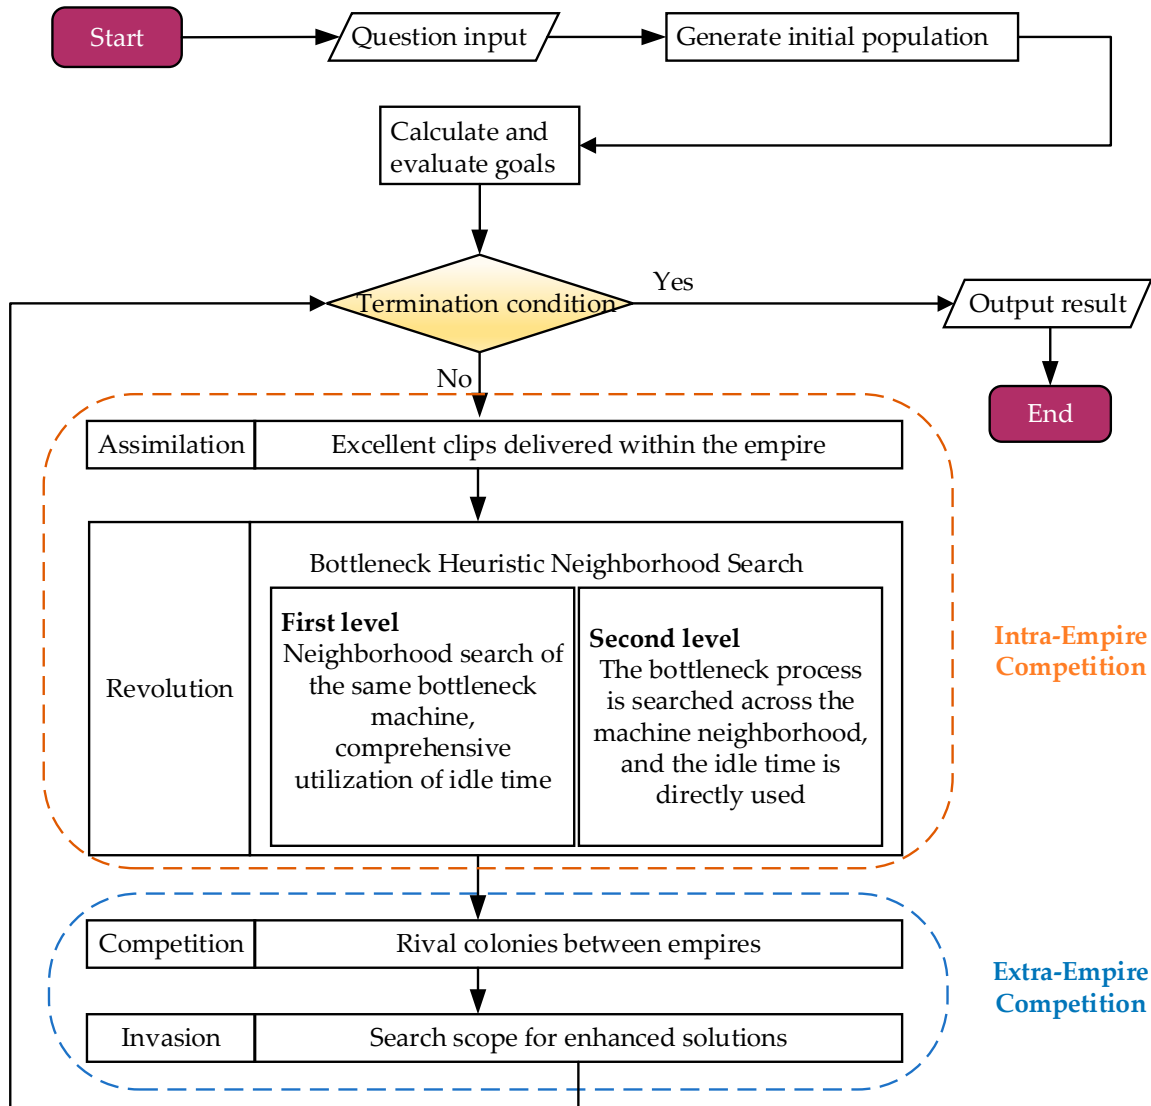 Start
Question input
Generate initial population
Calculate and
evaluate goals
Termination condition
Yes
Output result
End
No
Assimilation
Excellent clips delivered within the empire
Revolution
Bottleneck Heuristic Neighborhood Search
First level
Neighborhood search of
the same bottleneck
machine,
comprehensive
utilization of idle time
Second level
The bottleneck process
is searched across the
machine neighborhood,
and the idle time is
directly used
Intra-Empire
Competition
Competition
Rival colonies between empires
Invasion
Search scope for enhanced solutions
Extra-Empire
Competition